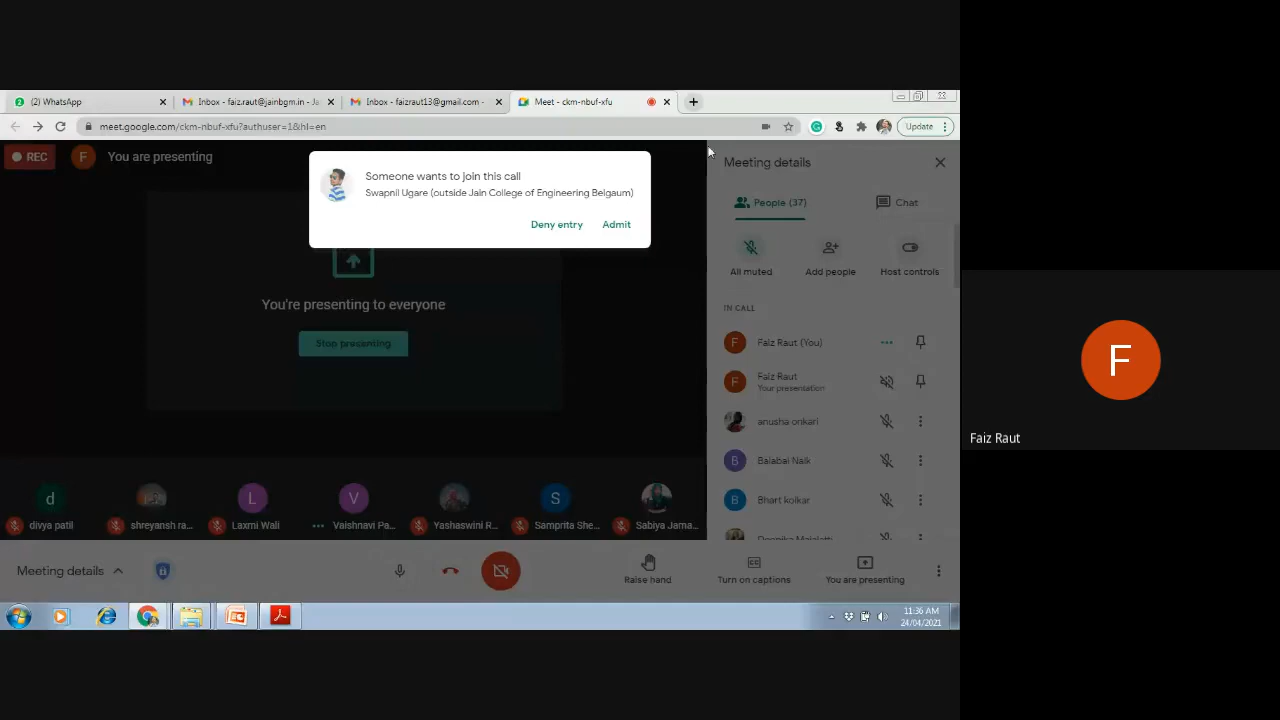 (2) WhatsApp
Inbox - faiz.raut@jainbgm.in - Ja
Inbox - faizraut13@gmail.com -
Meet - ckm-nbuf-xfu
meet.google.com/ckm-nbuf-xfu?authuser=1&hl=en
Update
REC
F
You are presenting
Someone wants to join this call
Swapnil Ugare (outside Jain College of Engineering Belgaum)
Deny entry
Admit
You're presenting to everyone
Stop presenting
Meeting details
People (37)
Chat
All muted
Add people
Host controls
IN CALL
F
Faiz Raut (You)
F
Faiz Raut
Your presentation
anusha onkari
B
Balabai Naik
B
Bhart kolkar
d
divya patil
shreyansh ra...
L
Laxmi Wali
V
Vaishnavi Pa...
Yashaswini R...
S
Samprita She...
Sabiya Jama...
Meeting details
Raise hand
Turn on captions
You are presenting
11:36 AM
24/04/2021
F
Faiz Raut